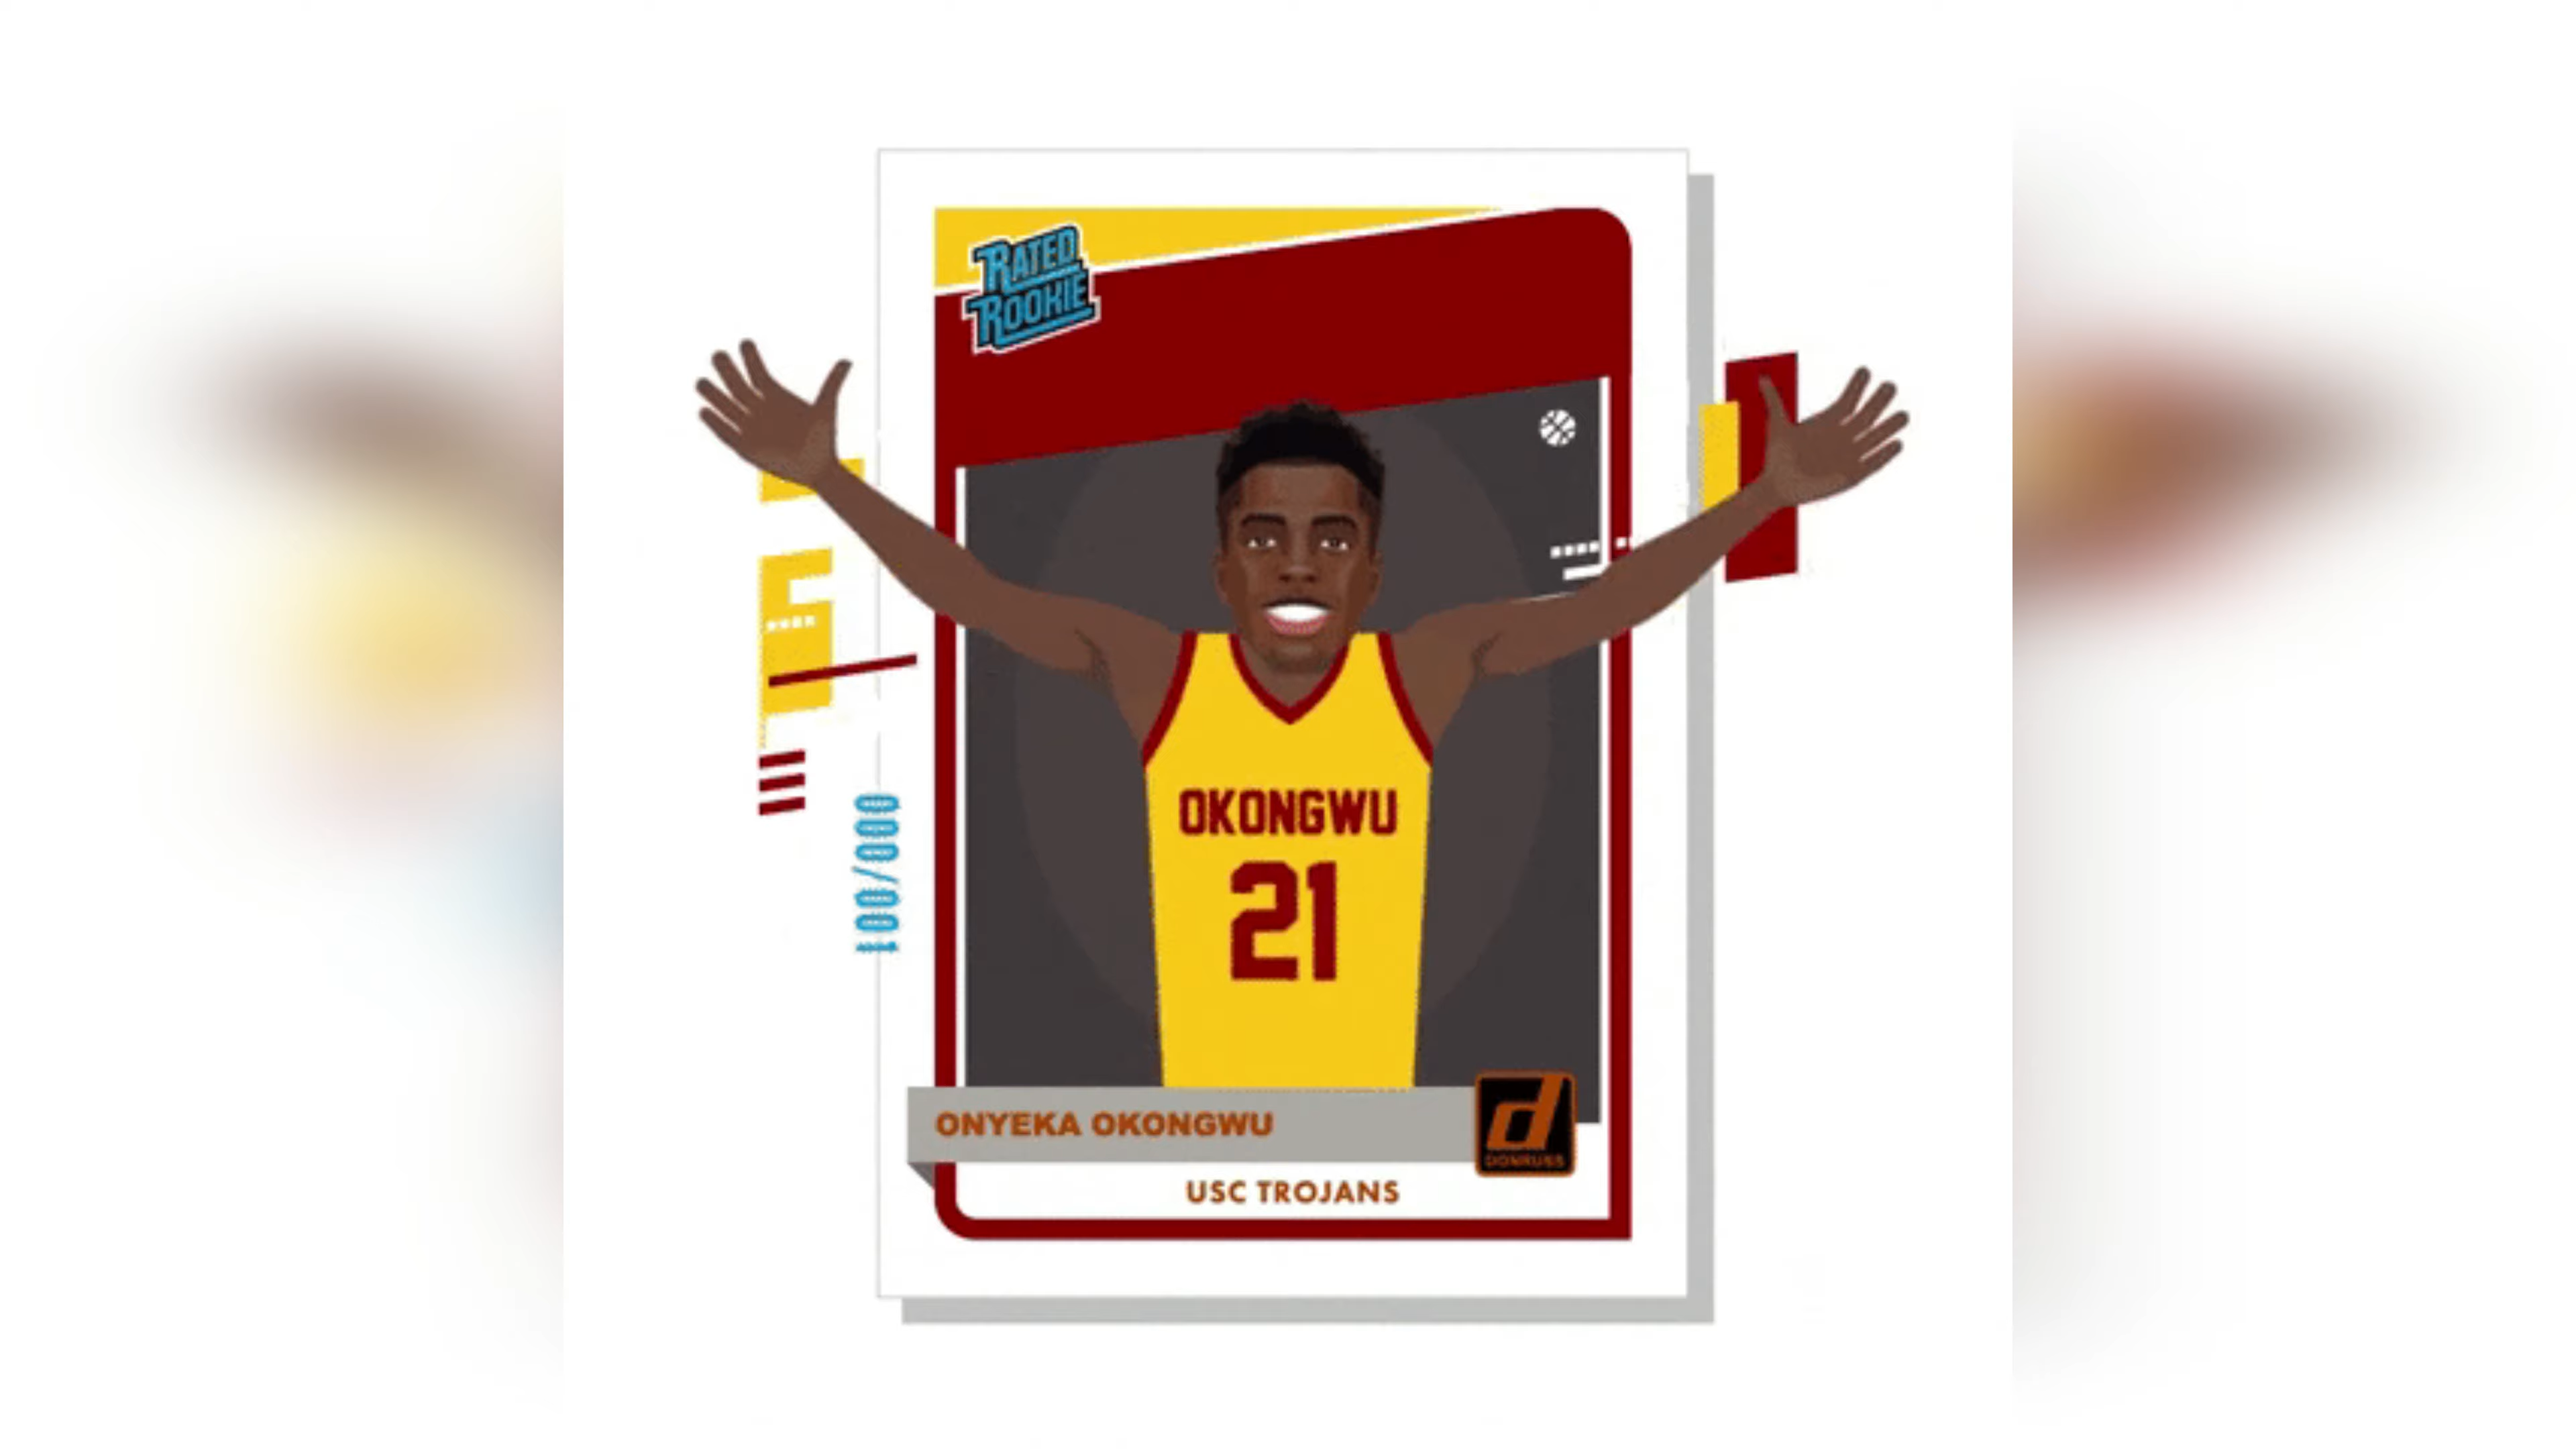 RATED
ROOKIE
OKONGWU
21
ONYEKA OKONGWU
DONRUSS
USC TROJANS